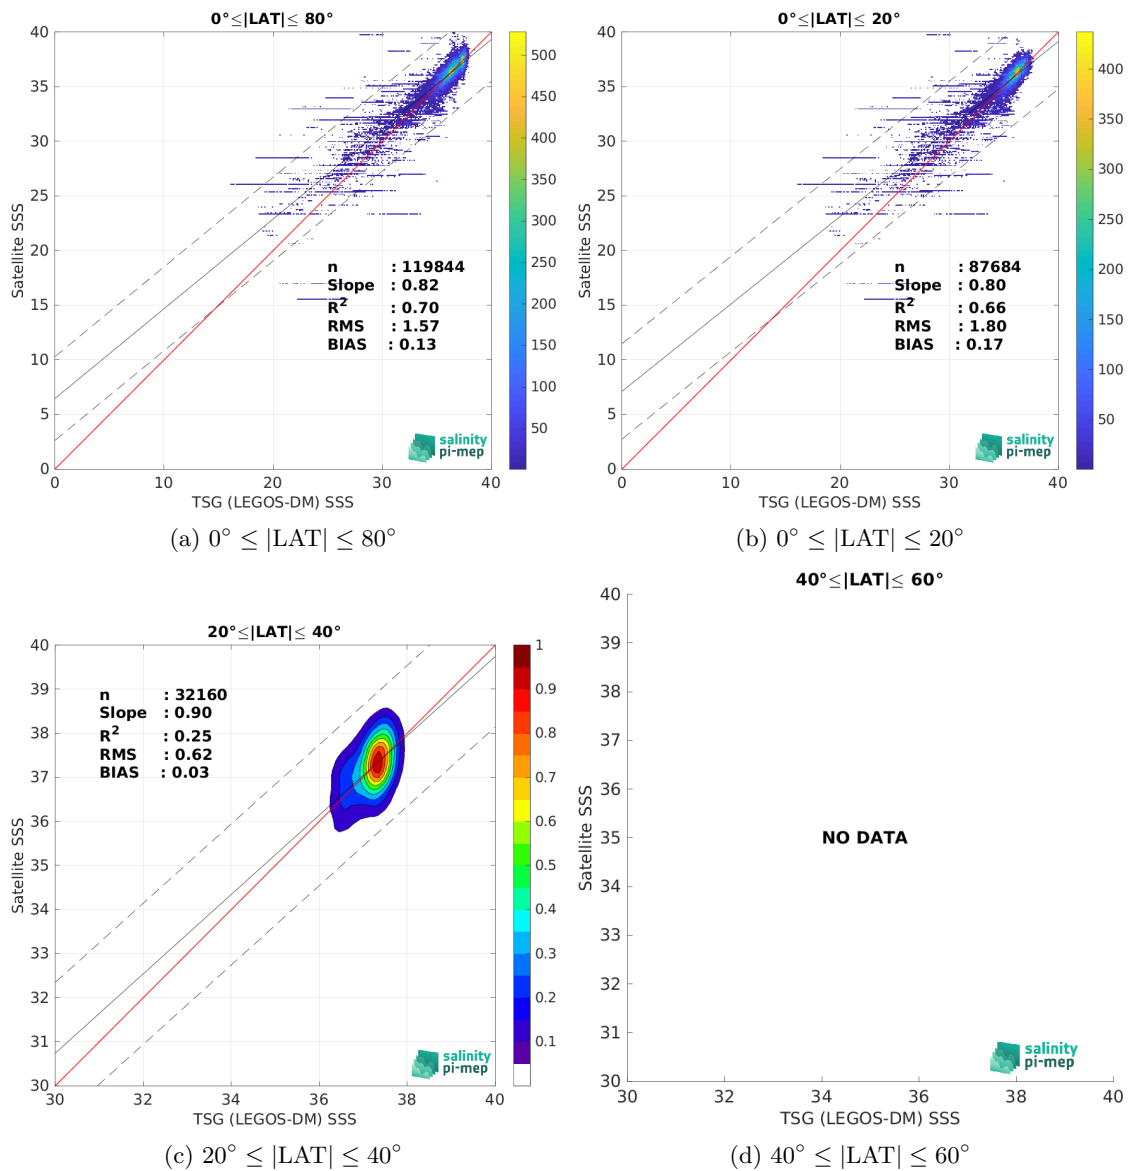 0°≤|LAT|≤ 80°
40
35
30
25
20
15
10
5
0
Satellite SSS
n : 119844
Slope : 0.82
R2 : 0.70
RMS : 1.57
BIAS : 0.13
salinity
pi-mep
0 10 20 30 40
TSG (LEGOS-DM) SSS
500
450
400
350
300
250
200
150
100
50
(a) 0° ≤ |LAT| ≤ 80°
0°≤|LAT|≤ 20°
40
35
30
25
20
15
10
5
0
Satellite SSS
n : 87684
Slope : 0.80
R2 : 0.66
RMS : 1.80
BIAS : 0.17
salinity
pi-mep
0 10 20 30 40
TSG (LEGOS-DM) SSS
400
350
300
250
200
150
100
50
(b) 0° ≤ |LAT| ≤ 20°
20°≤|LAT|≤ 40°
40
39
38
37
36
35
34
33
32
31
30
Satellite SSS
n : 32160
Slope : 0.90
R2 : 0.25
RMS : 0.62
BIAS : 0.03
salinity
pi-mep
30 32 34 36 38 40
TSG (LEGOS-DM) SSS
1
0.9
0.8
0.7
0.6
0.5
0.4
0.3
0.2
0.1
(c) 20° ≤ |LAT| ≤ 40°
40°≤|LAT|≤ 60°
40
39
38
37
36
35
34
33
32
31
30
Satellite SSS
NO DATA
salinity
pi-mep
30 32 34 36 38 40
TSG (LEGOS-DM) SSS
(d) 40° ≤ |LAT| ≤ 60°